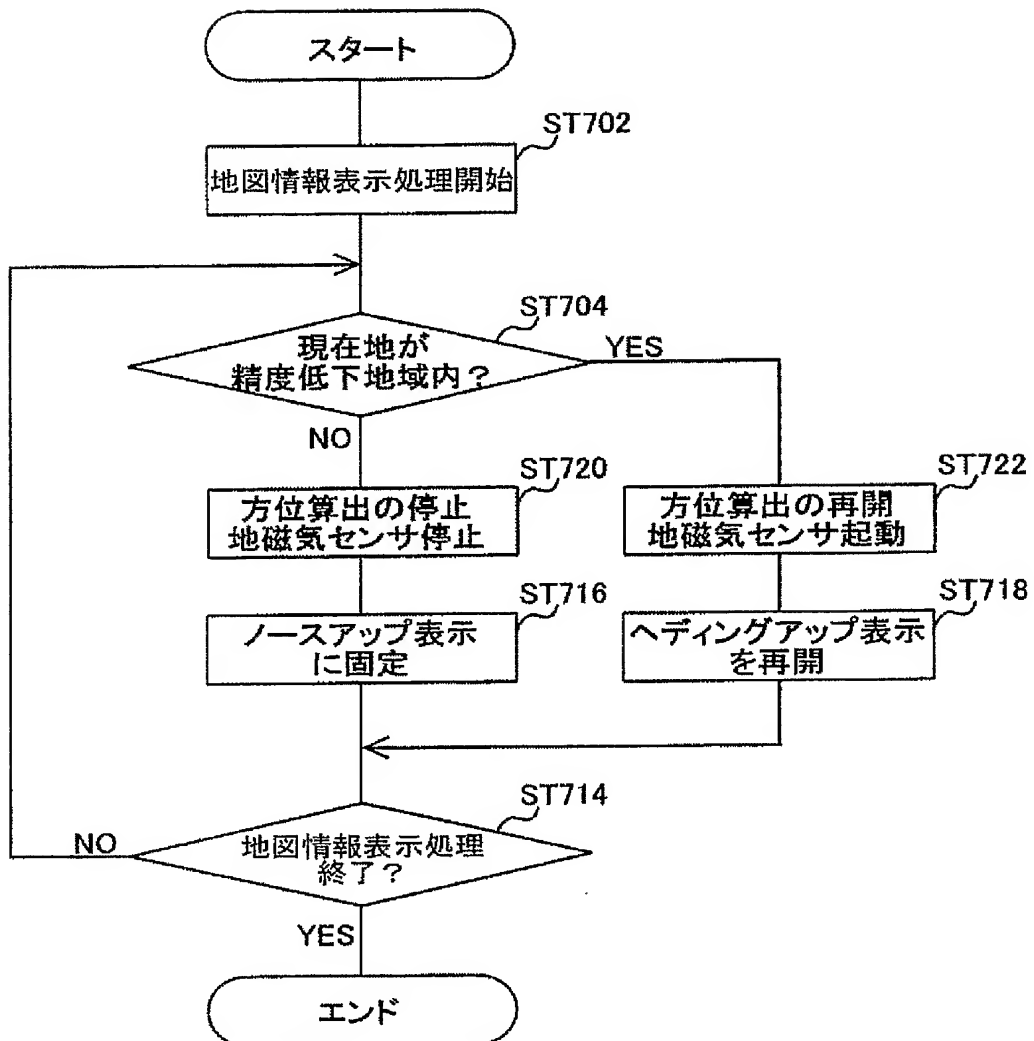 スタート
ST702
地図情報表示処理開始
ST704
現在地が
精度低下地域内?
YES
NO
ST720
方位算出の停止
地磁気センサ停止
ST722
方位算出の再開
地磁気センサ起動
ST716
ノースアップ表示
に固定
ST718
ヘディングアップ表示
を再開
ST714
地図情報表示処理
終了?
NO
YES
エンド